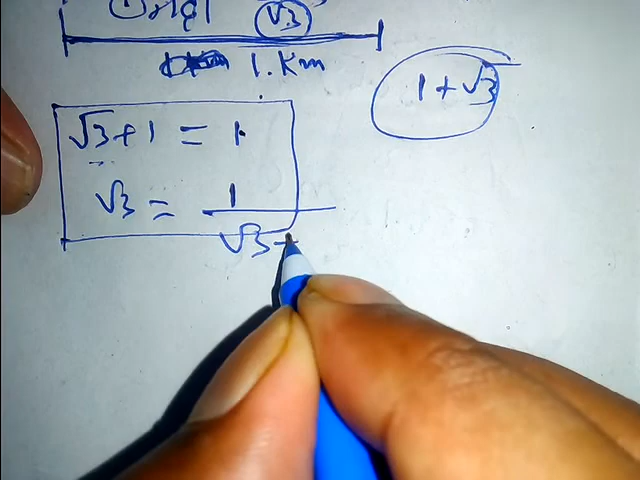 √3
1. Km
1 + √3
√3 + 1 = 1
√3 = 1
√3 -